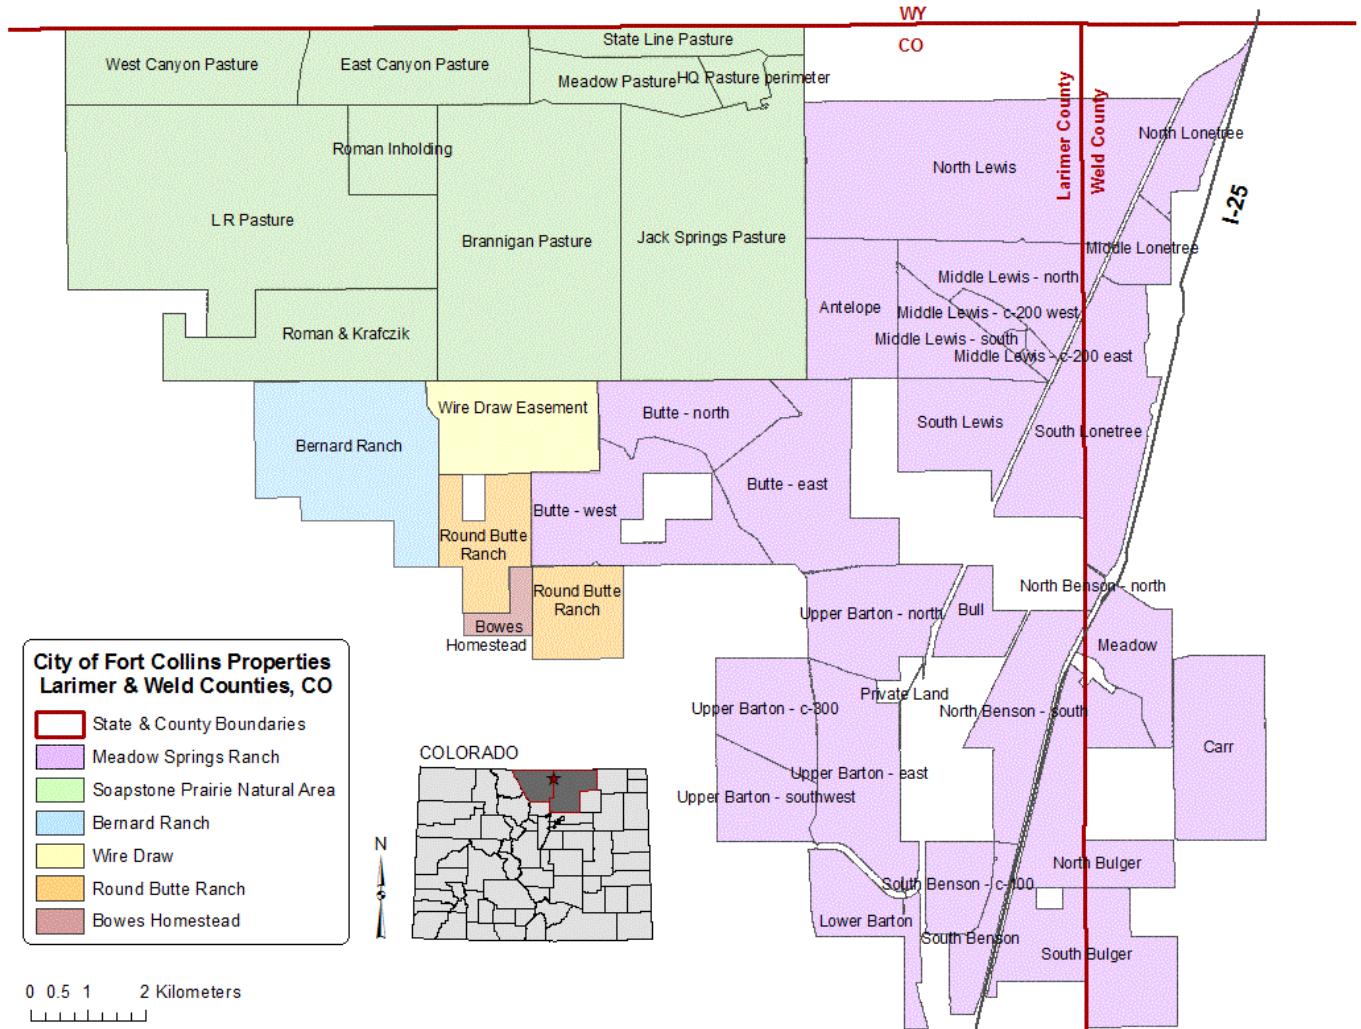 WY
CO
State Line Pasture
West Canyon Pasture
East Canyon Pasture
Meadow Pasture
HQ Pasture perimeter
Larimer County
Weld County
North Lonetree
Roman Inholding
North Lewis
I-25
L R Pasture
Brannigan Pasture
Jack Springs Pasture
Middle Lonetree
Middle Lewis - north
Antelope
Middle Lewis - c-200 west
Roman & Krafczik
Middle Lewis - south
Middle Lewis - c-200 east
Wire Draw Easement
Butte - north
South Lewis
South Lonetree
Bernard Ranch
Butte - east
Butte - west
Round Butte
Ranch
Round Butte
Ranch
North Benson - north
Upper Barton - north
Bull
Bowes
Homestead
Meadow
Private Land
Upper Barton - c-300
North Benson - south
Carr
Upper Barton - east
Upper Barton - southwest
North Bulger
South Benson - c-100
Lower Barton
South Benson
South Bulger
City of Fort Collins Properties
Larimer & Weld Counties, CO
State & County Boundaries
Meadow Springs Ranch
Soapstone Prairie Natural Area
Bernard Ranch
Wire Draw
Round Butte Ranch
Bowes Homestead
COLORADO
N
0 0.5 1 2 Kilometers